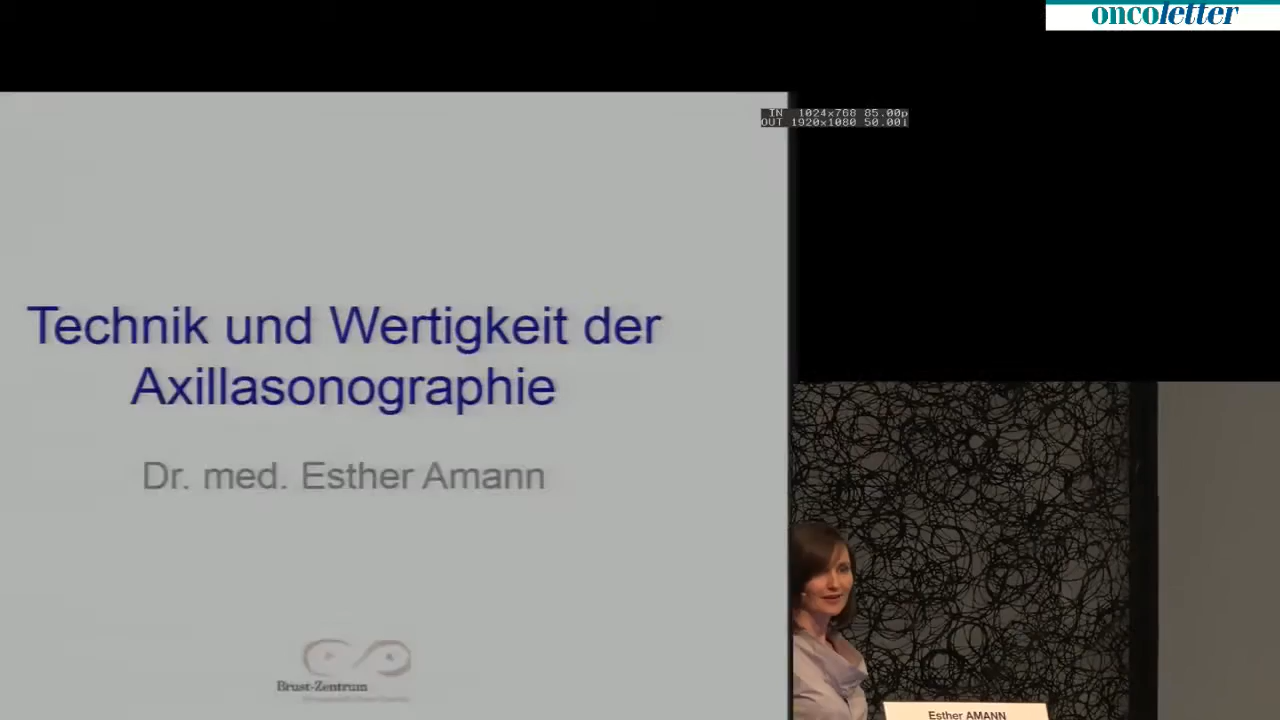 oncoletter
IN 1024x768 85.00p
OUT 1920x1080 50.00i
Technik und Wertigkeit der
Axillasonographie
Dr. med. Esther Amann
Brust-Zentrum
Esther AMANN